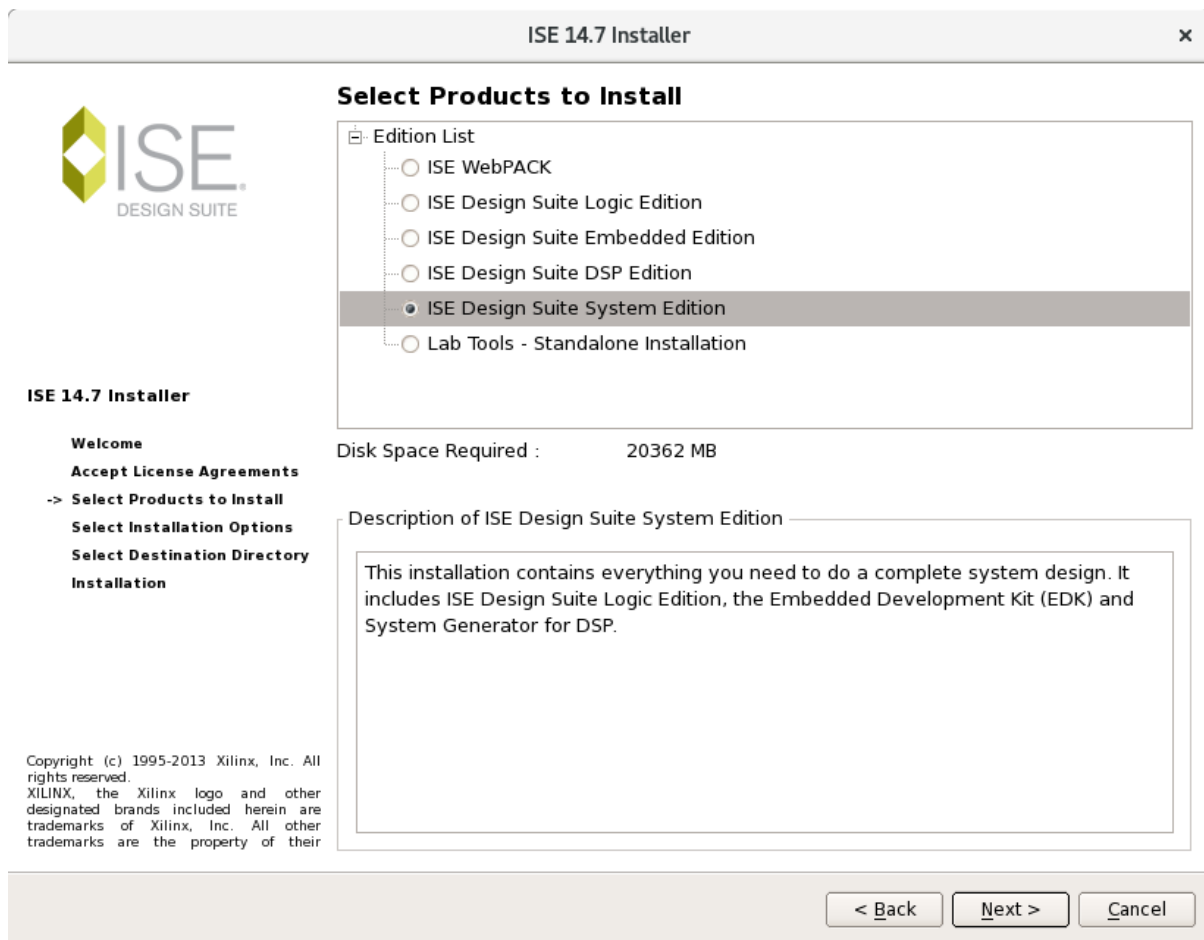 ISE 14.7 Installer
×
ISE®
DESIGN SUITE
ISE 14.7 Installer
Welcome
Accept License Agreements
-> Select Products to Install
Select Installation Options
Select Destination Directory
Installation
Copyright (c) 1995-2013 Xilinx, Inc. All
rights reserved.
XILINX, the Xilinx logo and other
designated brands included herein are
trademarks of Xilinx, Inc. All other
trademarks are the property of their
Select Products to Install
Edition List
ISE WebPACK
ISE Design Suite Logic Edition
ISE Design Suite Embedded Edition
ISE Design Suite DSP Edition
ISE Design Suite System Edition
Lab Tools - Standalone Installation
Disk Space Required : 20362 MB
Description of ISE Design Suite System Edition
This installation contains everything you need to do a complete system design. It
includes ISE Design Suite Logic Edition, the Embedded Development Kit (EDK) and
System Generator for DSP.
< Back
Next >
Cancel